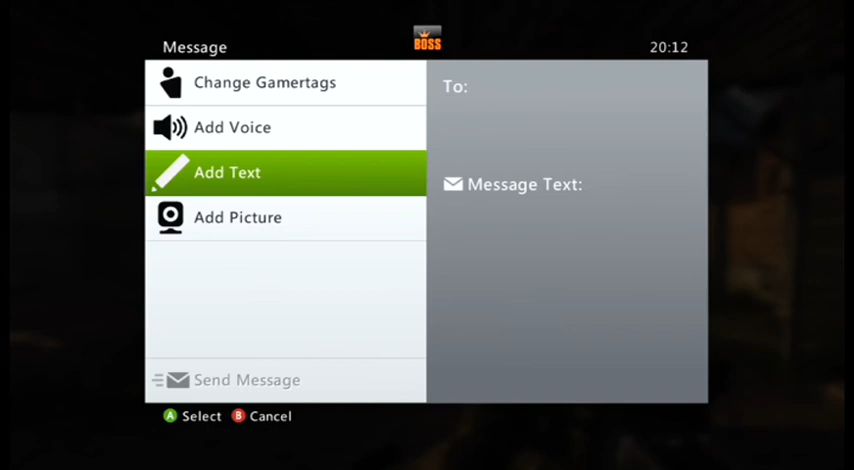 Message
BOSS
20:12
Change Gamertags
To:
Add Voice
Add Text
Message Text:
Add Picture
Send Message
A Select B Cancel